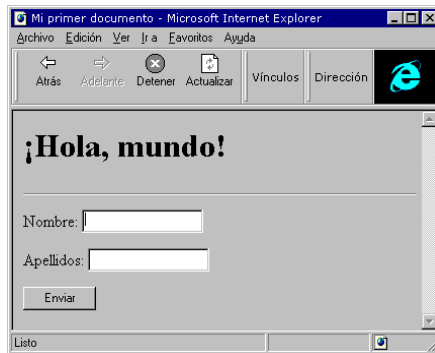 Mi primer documento - Microsoft Internet Explorer
Archivo Edición Ver Ir a Favoritos Ayuda
Atrás Adelante Detener Actualizar Vínculos Dirección
¡Hola, mundo!
Nombre:
Apellidos:
Enviar
Listo